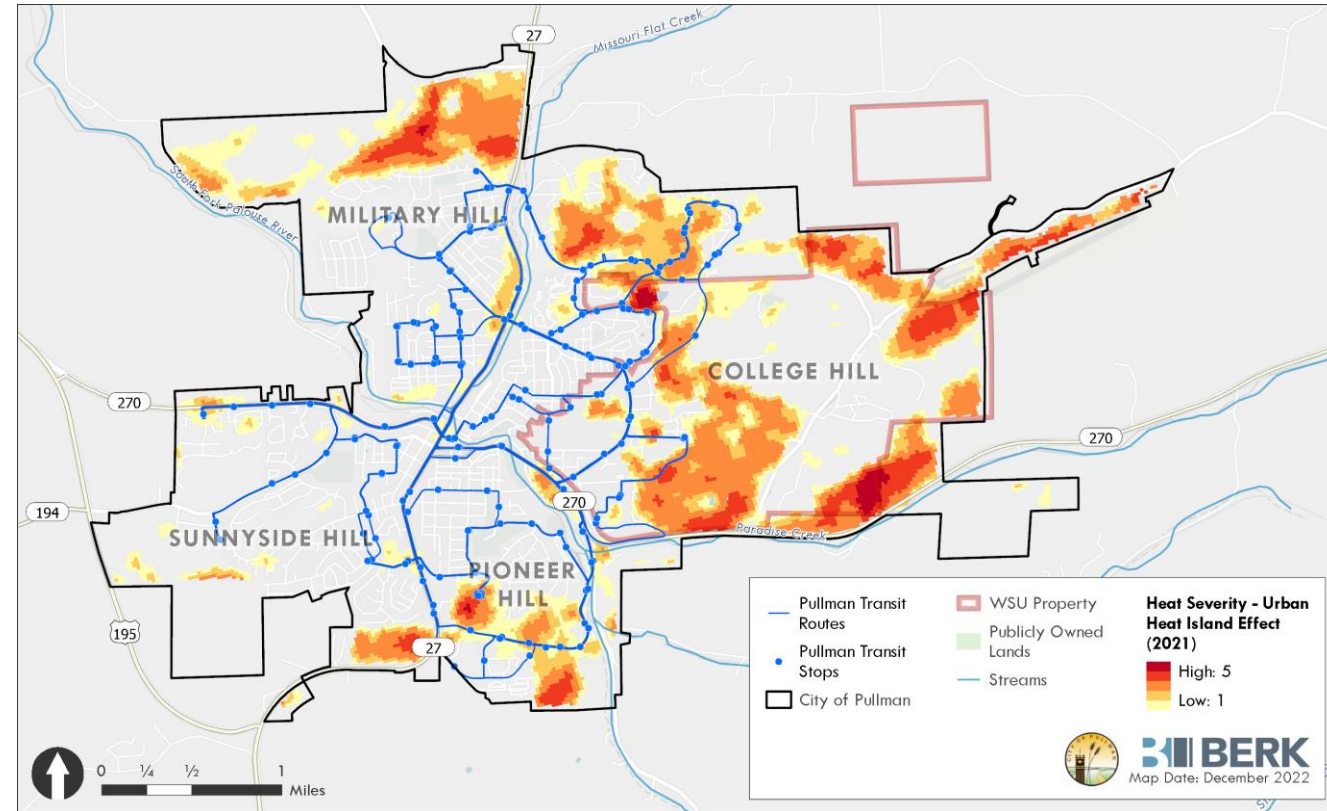 27
Missouri Flat Creek
South Fork Palouse River
MILITARY HILL
COLLEGE HILL
270
270
194
270
SUNNYSIDE HILL
Paradise Creek
PIONEER
HILL
195
27
0 ¼ ½ 1
Miles
Pullman Transit
Routes
Pullman Transit
Stops
City of Pullman
WSU Property
Publicly Owned
Lands
Streams
Heat Severity - Urban
Heat Island Effect
(2021)
High: 5
Low: 1
CITY OF PULLMAN
BERK
Map Date: December 2022